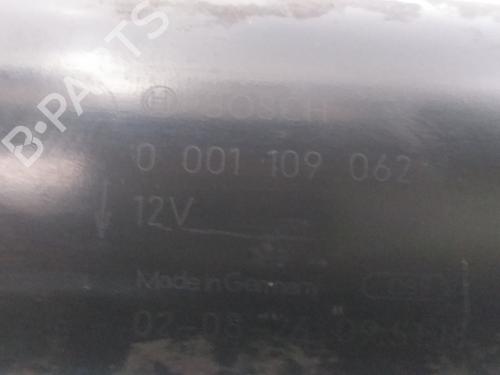 B-PARTS
BOSCH
0 001 109 062
12V
Made in Germany